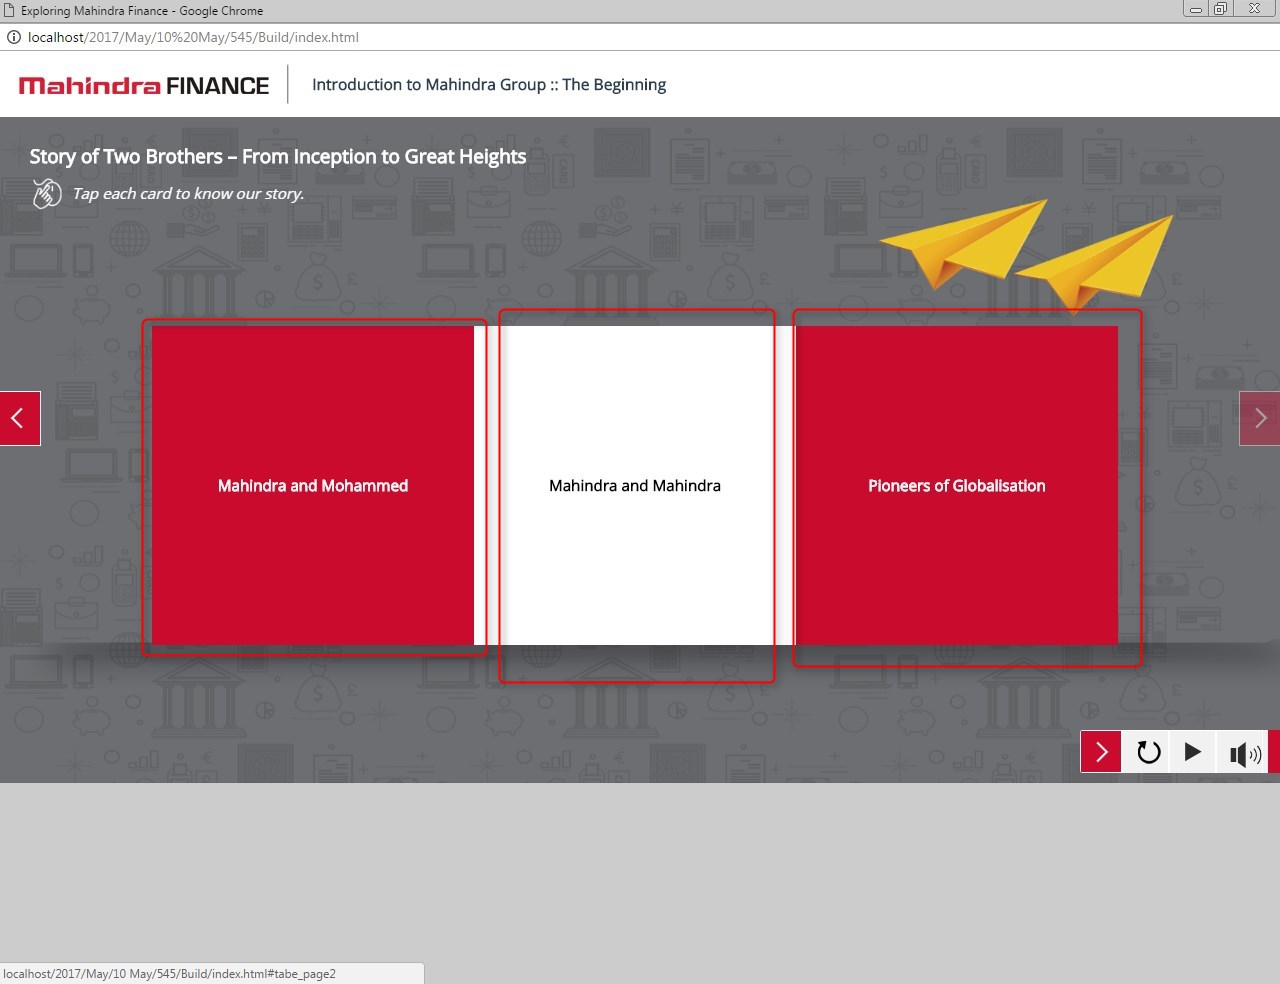 Exploring Mahindra Finance - Google Chrome
localhost/2017/May/10%20May/545/Build/index.html
Mahindra FINANCE
Introduction to Mahindra Group :: The Beginning
Story of Two Brothers – From Inception to Great Heights
Tap each card to know our story.
Mahindra and Mohammed
Mahindra and Mahindra
Pioneers of Globalisation
localhost/2017/May/10 May/545/Build/index.html#tabe_page2